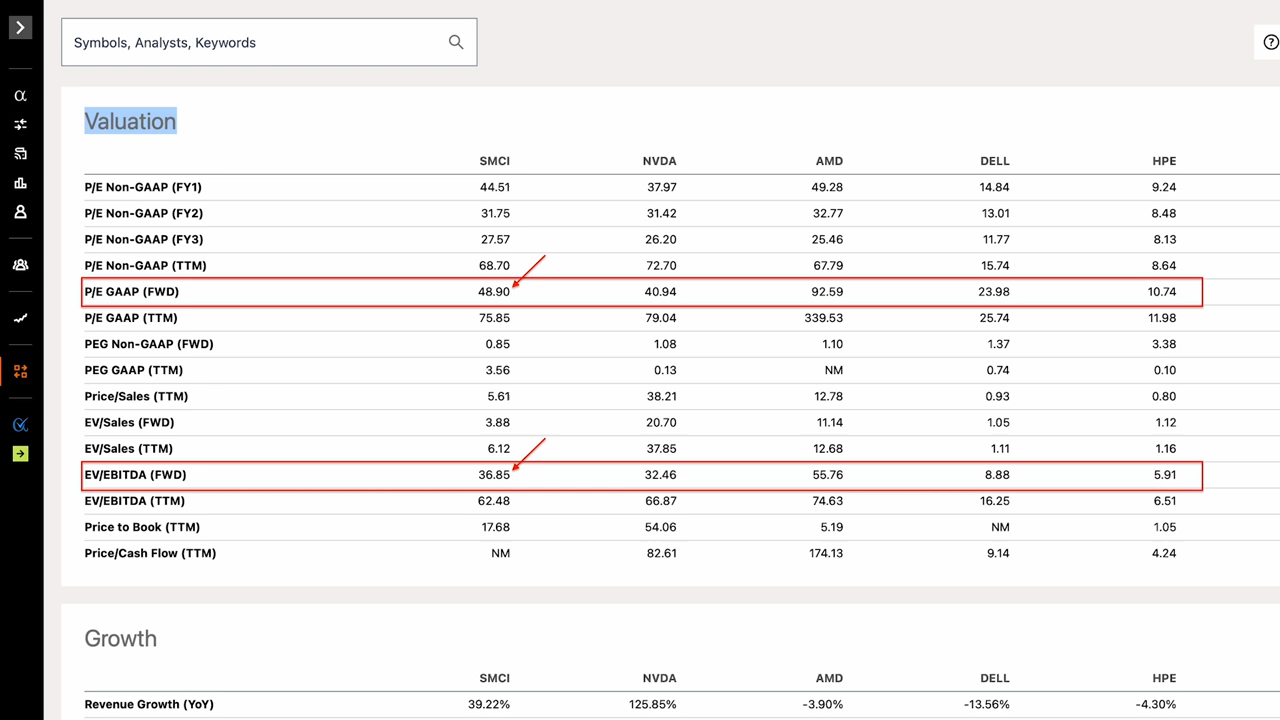 Symbols, Analysts, Keywords
Valuation
SMCI NVDA AMD DELL HPE
P/E Non-GAAP (FY1) 44.51 37.97 49.28 14.84 9.24
P/E Non-GAAP (FY2) 31.75 31.42 32.77 13.01 8.48
P/E Non-GAAP (FY3) 27.57 26.20 25.46 11.77 8.13
P/E Non-GAAP (TTM) 68.70 72.70 67.79 15.74 8.64
P/E GAAP (FWD) 48.90 40.94 92.59 23.98 10.74
P/E GAAP (TTM) 75.85 79.04 339.53 25.74 11.98
PEG Non-GAAP (FWD) 0.85 1.08 1.10 1.37 3.38
PEG GAAP (TTM) 3.56 0.13 NM 0.74 0.10
Price/Sales (TTM) 5.61 38.21 12.78 0.93 0.80
EV/Sales (FWD) 3.88 20.70 11.14 1.05 1.12
EV/Sales (TTM) 6.12 37.85 12.68 1.11 1.16
EV/EBITDA (FWD) 36.85 32.46 55.76 8.88 5.91
EV/EBITDA (TTM) 62.48 66.87 74.63 16.25 6.51
Price to Book (TTM) 17.68 54.06 5.19 NM 1.05
Price/Cash Flow (TTM) NM 82.61 174.13 9.14 4.24
Growth
SMCI NVDA AMD DELL HPE
Revenue Growth (YoY) 39.22% 125.85% -3.90% -13.56% -4.30%